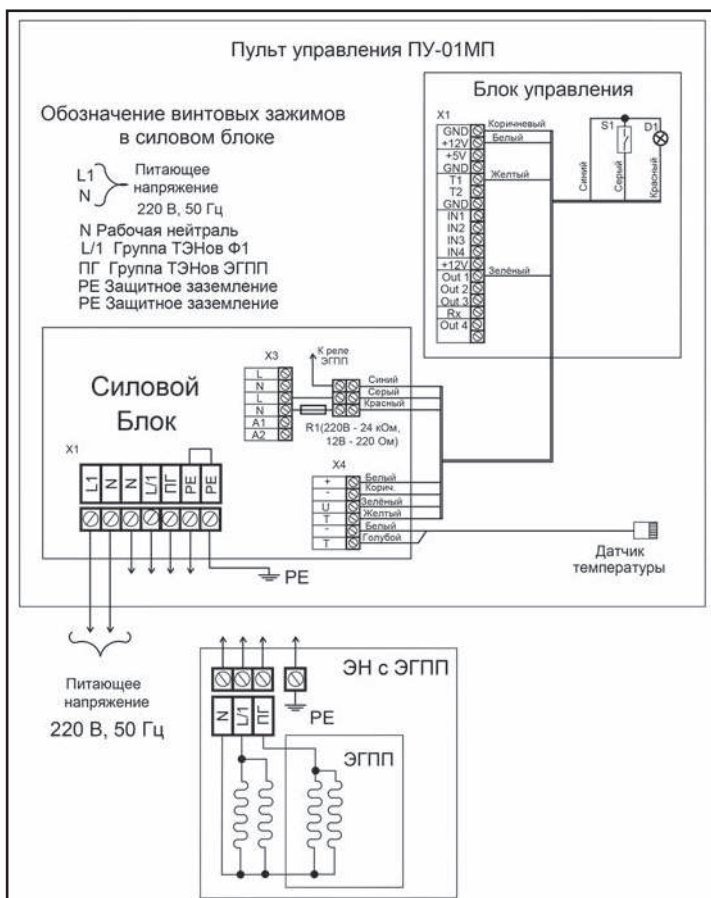 Пульт управления ПУ-01МП
Блок управления
X1
GND
+12V
+5V
GND
T1
T2
GND
IN1
IN2
IN3
IN4
+12V
Out 1
Out 2
Out 3
Rx
Out 4
Коричневый
Белый
Желтый
Зелёный
S1
D1
Синий
Серый
Красный
Обозначение винтовых зажимов
в силовом блоке
L1
N
Питающее
напряжение
220 В, 50 Гц
N Рабочая нейтраль
L/1 Группа ТЭНов Ф1
ПГ Группа ТЭНов ЭГПП
PE Защитное заземление
PE Защитное заземление
Силовой
Блок
X1
L1
N
N
L/1
ПГ
PE
PE
X3
L
N
L
N
A1
A2
К реле
ЭГПП
Синий
Серый
Красный
R1(220В - 24 кОм,
12В - 220 Ом)
X4
+
-
U
T
-
T
Белый
Корич.
Зелёный
Желтый
Белый
Голубой
Датчик
температуры
PE
Питающее
напряжение
220 В, 50 Гц
ЭН с ЭГПП
N
L/1
ПГ
PE
ЭГПП